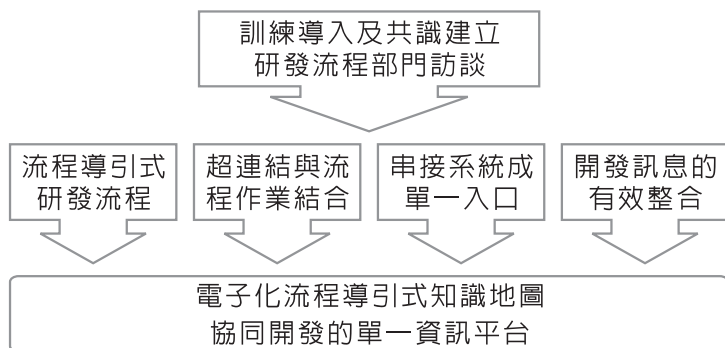 訓練導入及共識建立
研發流程部門訪談
流程導引式
研發流程
超連結與流
程作業結合
串接系統成
單一入口
開發訊息的
有效整合
電子化流程導引式知識地圖
協同開發的單一資訊平台